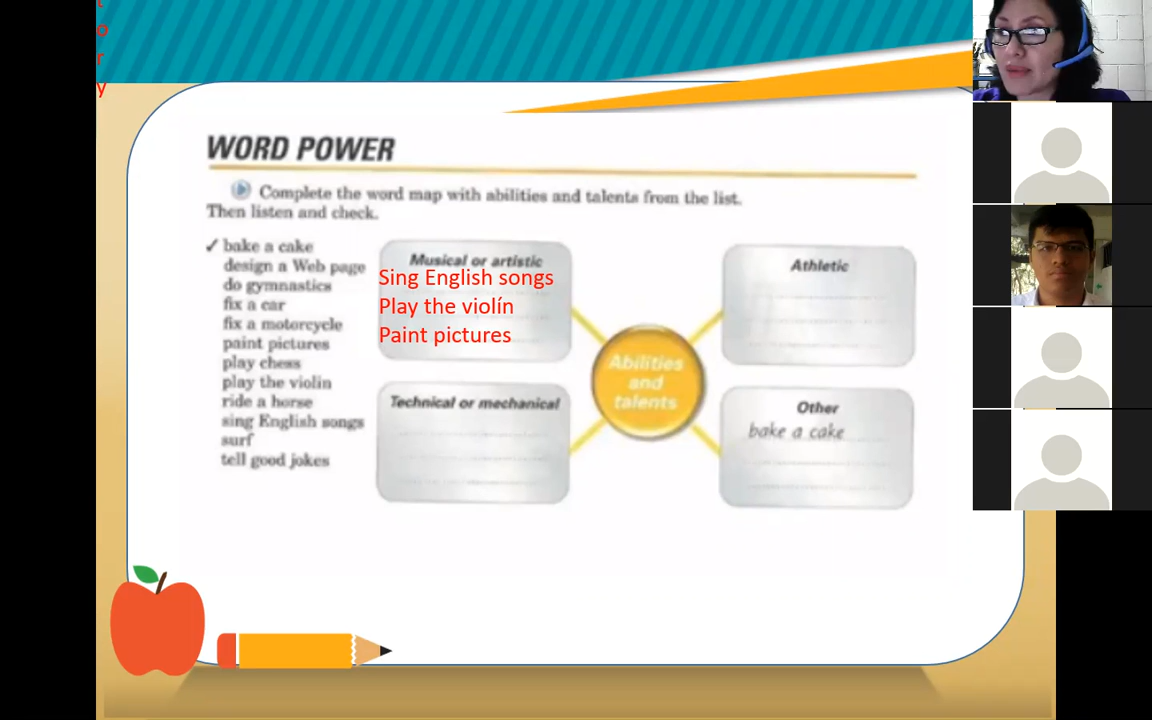 t
o
r
y
WORD POWER
Complete the word map with abilities and talents from the list.
Then listen and check.
✓ bake a cake
design a Web page
do gymnastics
fix a car
fix a motorcycle
paint pictures
play chess
play the violin
ride a horse
sing English songs
surf
tell good jokes
Musical or artistic
Sing English songs
Play the violín
Paint pictures
Athletic
Technical or mechanical
Abilities
and
talents
Other
bake a cake